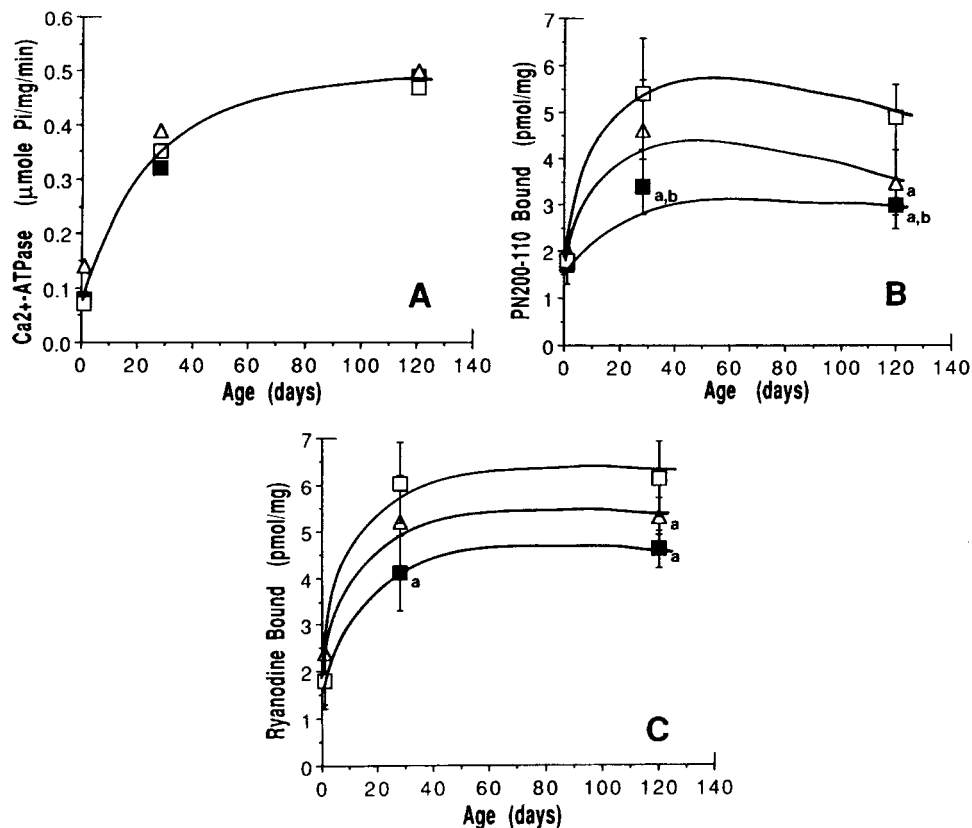 0.6
0.5
0.4
0.3
0.2
0.1
0.0
Ca2+-ATPase (μmole Pi/mg/min)
0 20 40 60 80 100 120 140
Age (days)
A
7
6
5
4
3
2
1
0
PN200-110 Bound (pmol/mg)
a,b
a
a,b
0 20 40 60 80 100 120 140
Age (days)
B
7
6
5
4
3
2
1
0
Ryanodine Bound (pmol/mg)
a
a
a
0 20 40 60 80 100 120 140
Age (days)
C